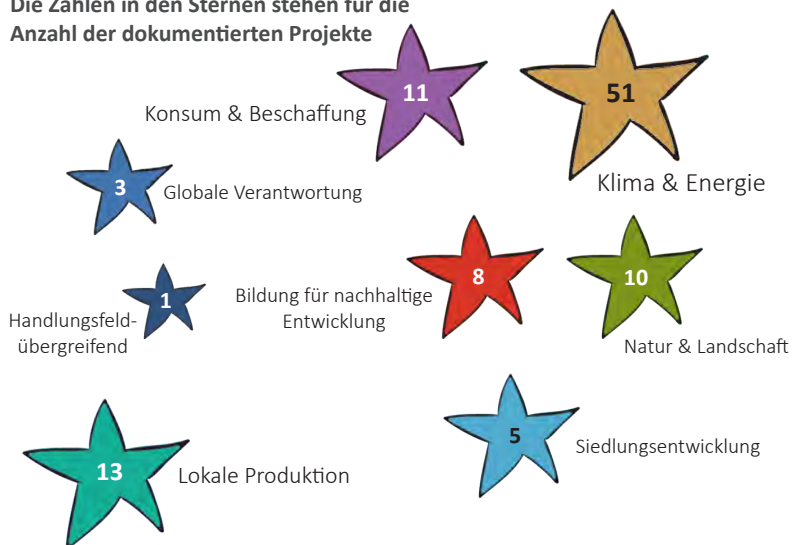 Die Zahlen in den Sternen stehen für die
Anzahl der dokumentierten Projekte
11
51
Konsum & Beschaffung
Klima & Energie
3
Globale Verantwortung
8
10
1
Bildung für nachhaltige
Entwicklung
Handlungsfeld-
übergreifend
Natur & Landschaft
5
Siedlungsentwicklung
13
Lokale Produktion